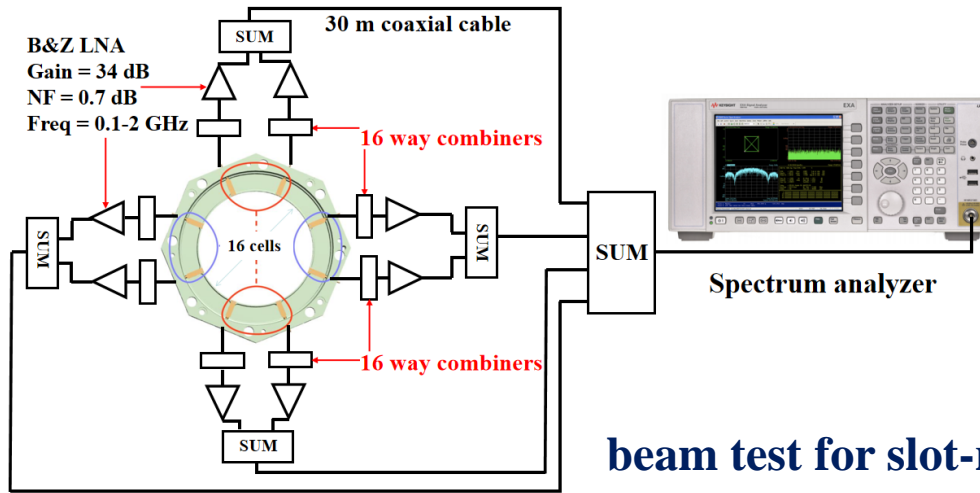 30 m coaxial cable
SUM
B&Z LNA
Gain = 34 dB
NF = 0.7 dB
Freq = 0.1-2 GHz
16 way combiners
EXA
SUM
16 cells
SUM
SUM
Spectrum analyzer
16 way combiners
SUM
beam test for slot-